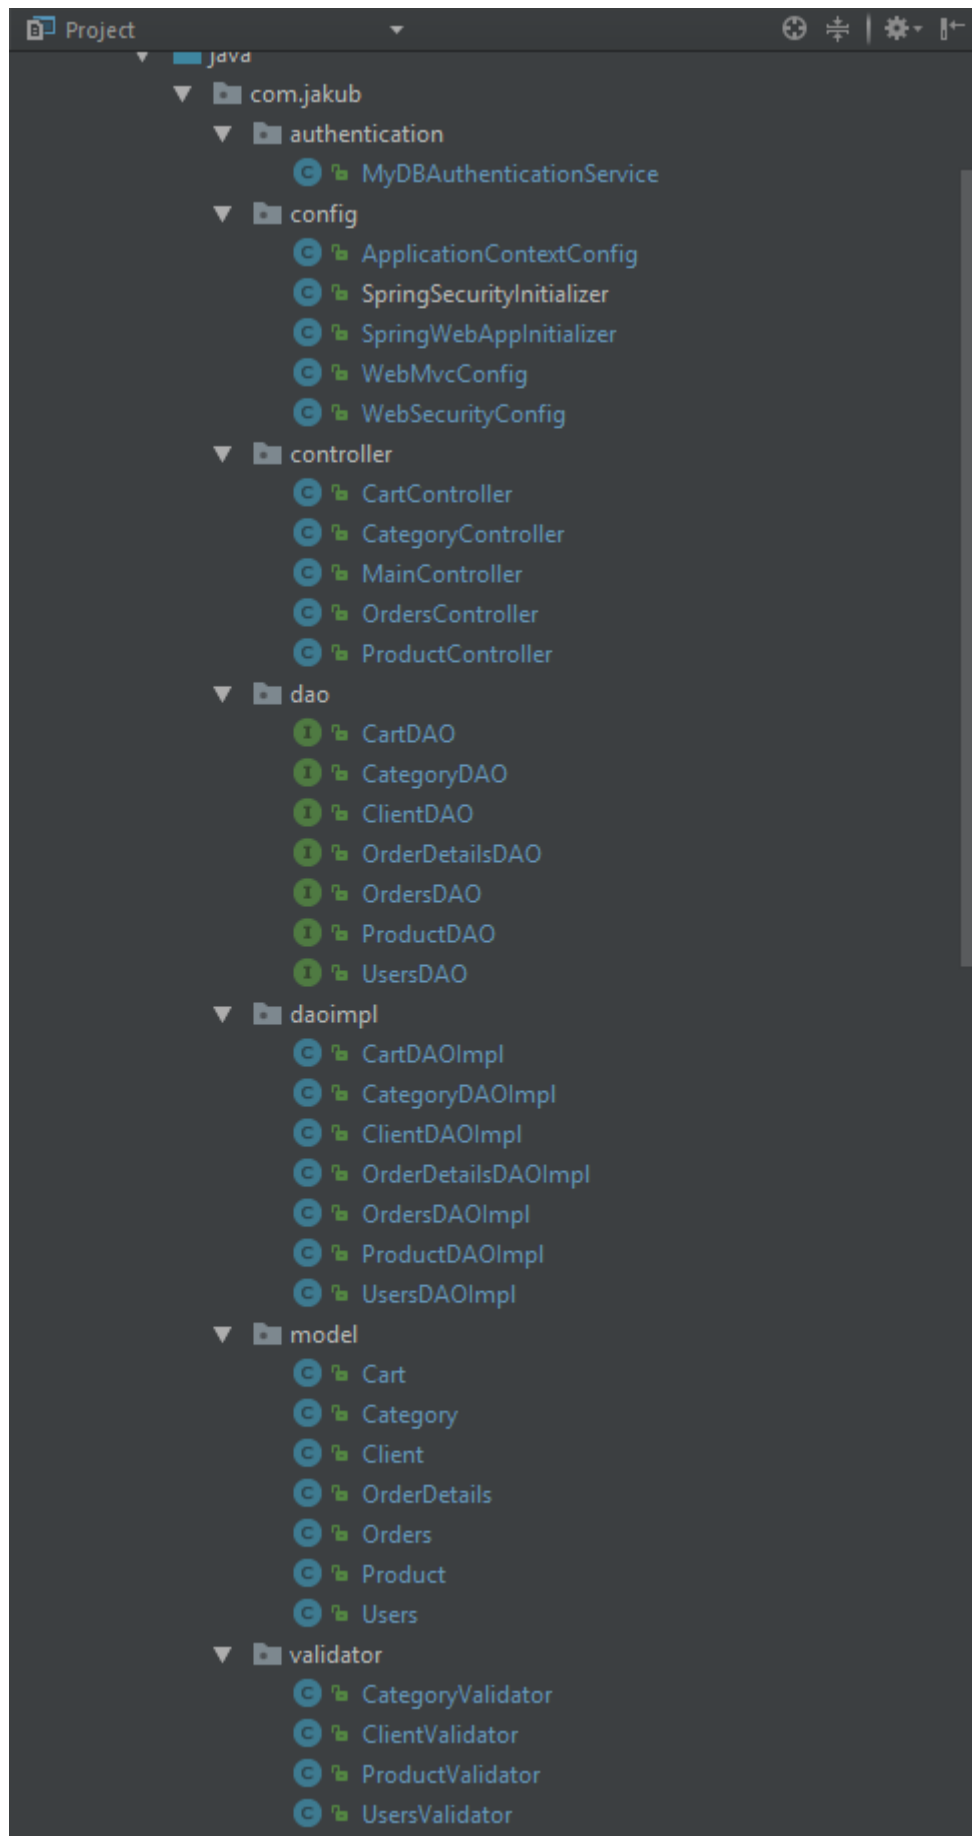 Project
java
com.jakub
authentication
MyDBAuthenticationService
config
ApplicationContextConfig
SpringSecurityInitializer
SpringWebAppInitializer
WebMvcConfig
WebSecurityConfig
controller
CartController
CategoryController
MainController
OrdersController
ProductController
dao
CartDAO
CategoryDAO
ClientDAO
OrderDetailsDAO
OrdersDAO
ProductDAO
UsersDAO
daoimpl
CartDAOImpl
CategoryDAOImpl
ClientDAOImpl
OrderDetailsDAOImpl
OrdersDAOImpl
ProductDAOImpl
UsersDAOImpl
model
Cart
Category
Client
OrderDetails
Orders
Product
Users
validator
CategoryValidator
ClientValidator
ProductValidator
UsersValidator